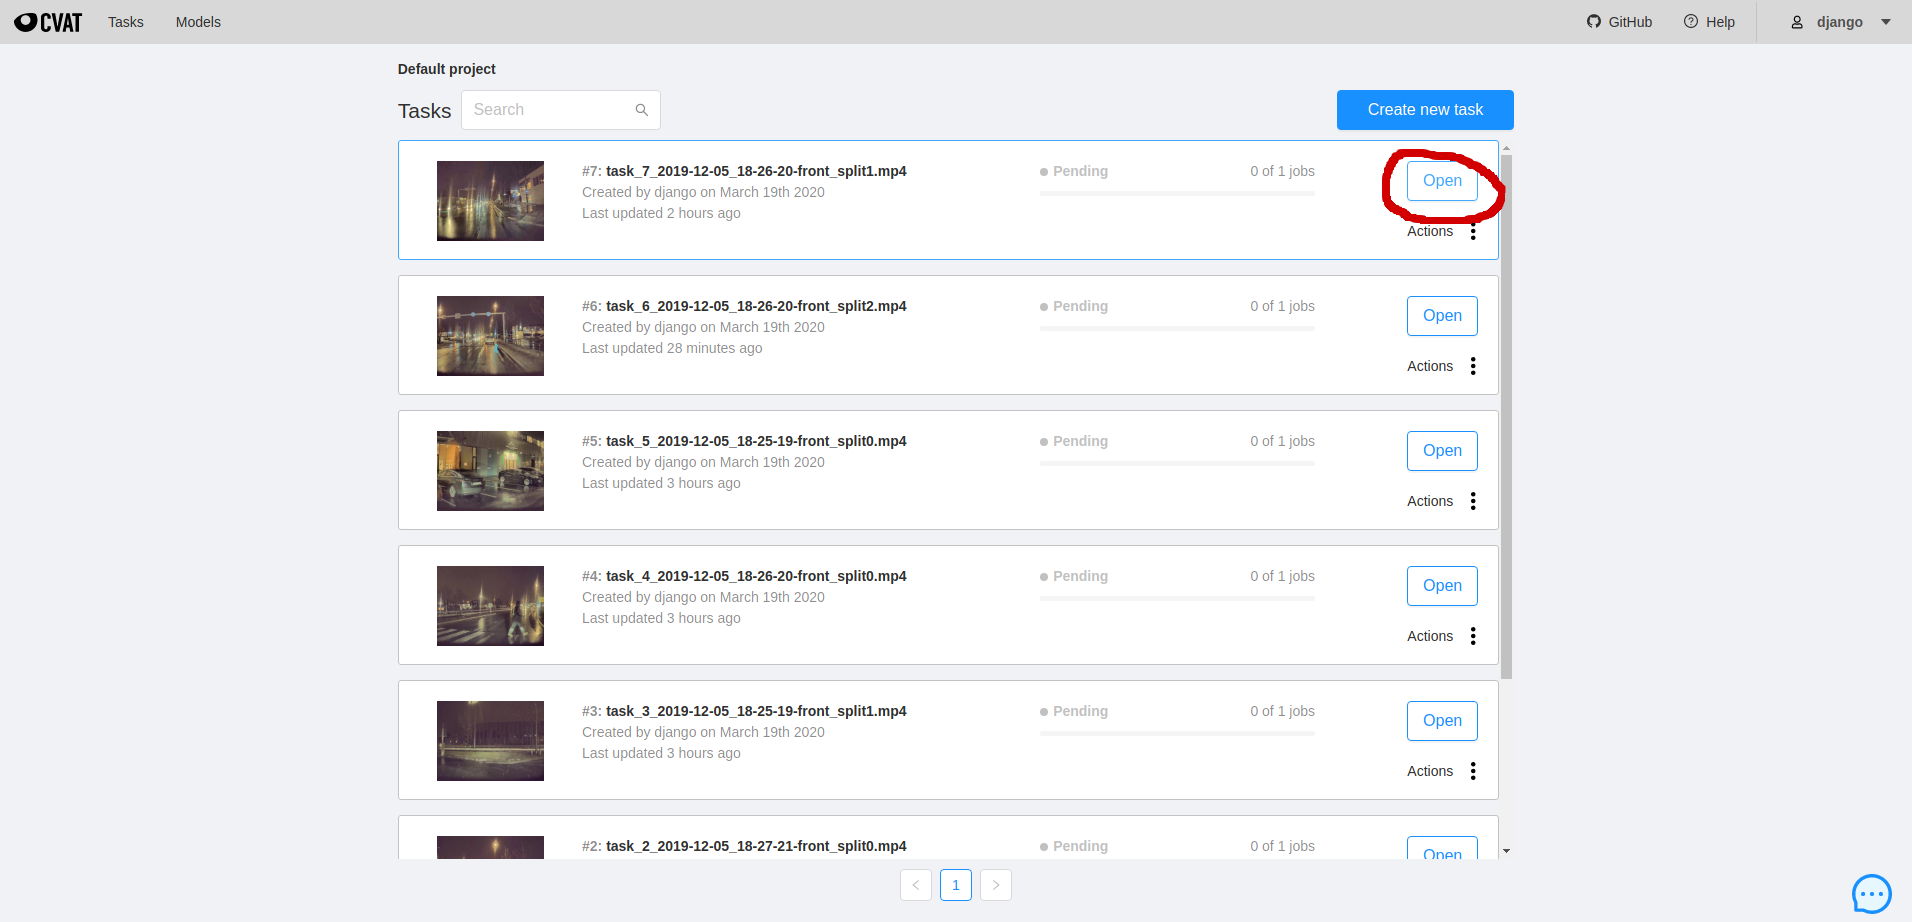 CVAT Tasks Models GitHub Help django
Default project
Tasks Search Create new task
#7: task_7_2019-12-05_18-26-20-front_split1.mp4 Pending 0 of 1 jobs Open
Created by django on March 19th 2020
Last updated 2 hours ago
Actions
#6: task_6_2019-12-05_18-26-20-front_split2.mp4 Pending 0 of 1 jobs Open
Created by django on March 19th 2020
Last updated 28 minutes ago
Actions
#5: task_5_2019-12-05_18-25-19-front_split0.mp4 Pending 0 of 1 jobs Open
Created by django on March 19th 2020
Last updated 3 hours ago
Actions
#4: task_4_2019-12-05_18-26-20-front_split0.mp4 Pending 0 of 1 jobs Open
Created by django on March 19th 2020
Last updated 3 hours ago
Actions
#3: task_3_2019-12-05_18-25-19-front_split1.mp4 Pending 0 of 1 jobs Open
Created by django on March 19th 2020
Last updated 3 hours ago
Actions
#2: task_2_2019-12-05_18-27-21-front_split0.mp4 Pending 0 of 1 jobs Open
< 1 >